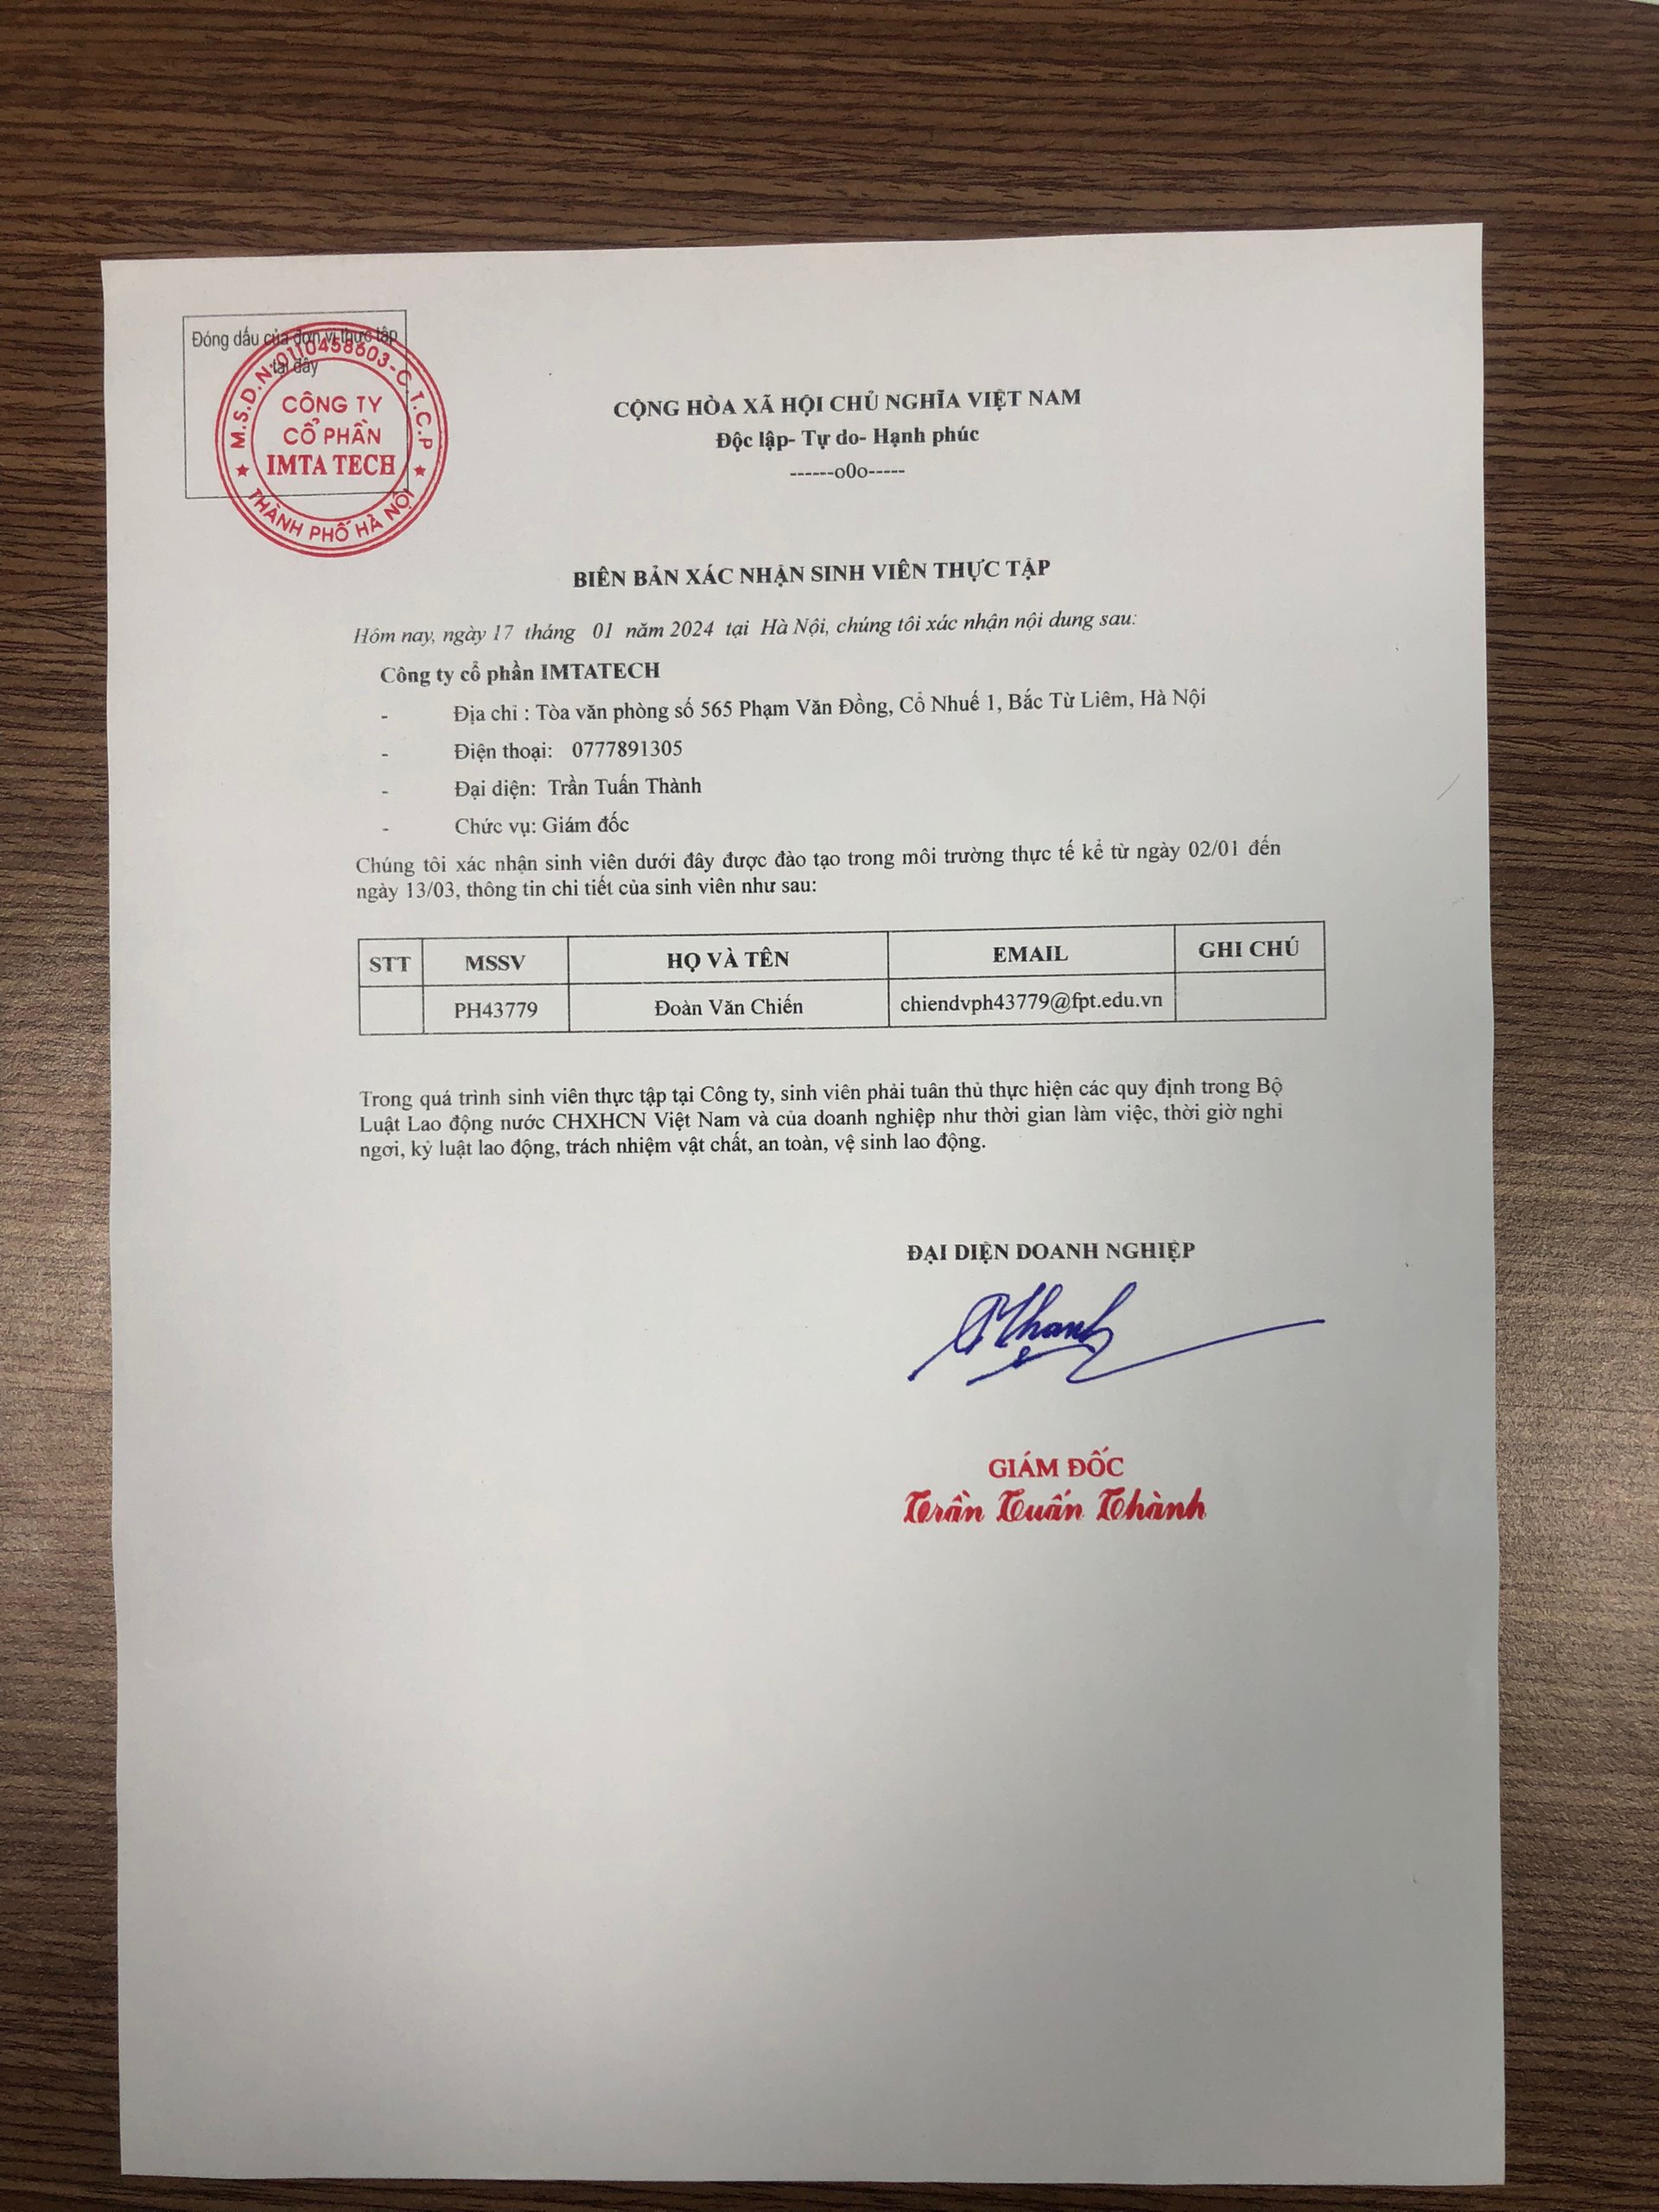 Đóng dấu của đơn vị thực tập
tại đây
M.S.D.N:0110458603-C.T.C.P
CÔNG TY
CỔ PHẦN
IMTA TECH
THÀNH PHỐ HÀ NỘI
CỘNG HÒA XÃ HỘI CHỦ NGHĨA VIỆT NAM
Độc lập- Tự do- Hạnh phúc
------o0o-----
BIÊN BẢN XÁC NHẬN SINH VIÊN THỰC TẬP
Hôm nay, ngày 17 tháng 01 năm 2024 tại Hà Nội, chúng tôi xác nhận nội dung sau:
Công ty cổ phần IMTATECH
- Địa chỉ : Tòa văn phòng số 565 Phạm Văn Đồng, Cổ Nhuế 1, Bắc Từ Liêm, Hà Nội
- Điện thoại: 0777891305
- Đại diện: Trần Tuấn Thành
- Chức vụ: Giám đốc
Chúng tôi xác nhận sinh viên dưới đây được đào tạo trong môi trường thực tế kể từ ngày 02/01 đến
ngày 13/03, thông tin chi tiết của sinh viên như sau:
STT MSSV HỌ VÀ TÊN EMAIL GHI CHÚ
PH43779 Đoàn Văn Chiến chiendvph43779@fpt.edu.vn
Trong quá trình sinh viên thực tập tại Công ty, sinh viên phải tuân thủ thực hiện các quy định trong Bộ
Luật Lao động nước CHXHCN Việt Nam và của doanh nghiệp như thời gian làm việc, thời giờ nghỉ
ngơi, kỷ luật lao động, trách nhiệm vật chất, an toàn, vệ sinh lao động.
ĐẠI DIỆN DOANH NGHIỆP
GIÁM ĐỐC
Trần Tuấn Thành